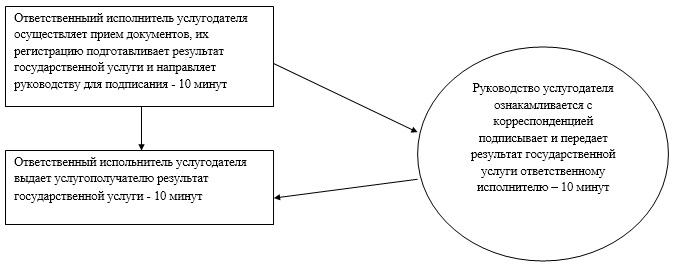 Ответственныий исполнитель услугодателя
осуществляет прием документов, их
регистрацию подготавливает результат
государственной услуги и направляет
руководству для подписания - 10 минут
Руководство услугодателя
ознакамливается с
корреспонденцией
подписывает и передает
результат государственной
услуги ответственному
исполнителю – 10 минут
Ответственный испольнитель услугодателя
выдает услугополучателю результат
государственной услуги - 10 минут